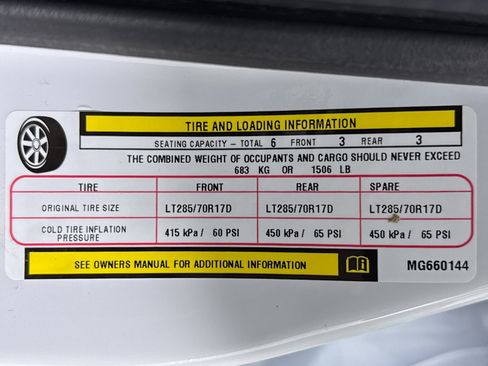 TIRE AND LOADING INFORMATION
SEATING CAPACITY – TOTAL 6 FRONT 3 REAR 3
THE COMBINED WEIGHT OF OCCUPANTS AND CARGO SHOULD NEVER EXCEED
683 KG OR 1506 LB
TIRE FRONT REAR SPARE
ORIGINAL TIRE SIZE LT285/70R17D LT285/70R17D LT285/70R17D
COLD TIRE INFLATION PRESSURE 415 kPa / 60 PSI 450 kPa / 65 PSI 450 kPa / 65 PSI
SEE OWNERS MANUAL FOR ADDITIONAL INFORMATION MG660144